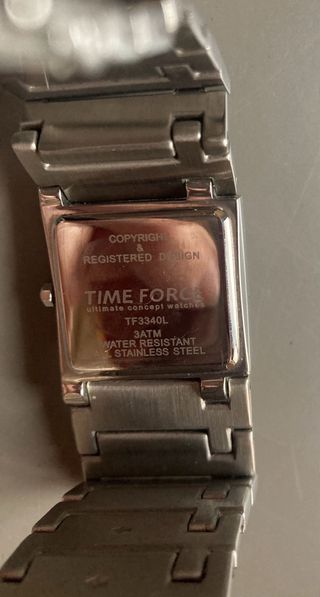 COPYRIGHT
&
REGISTERED DESIGN
TIME FORCE
ultimate concept watches
TF3340L
3ATM
WATER RESISTANT
STAINLESS STEEL